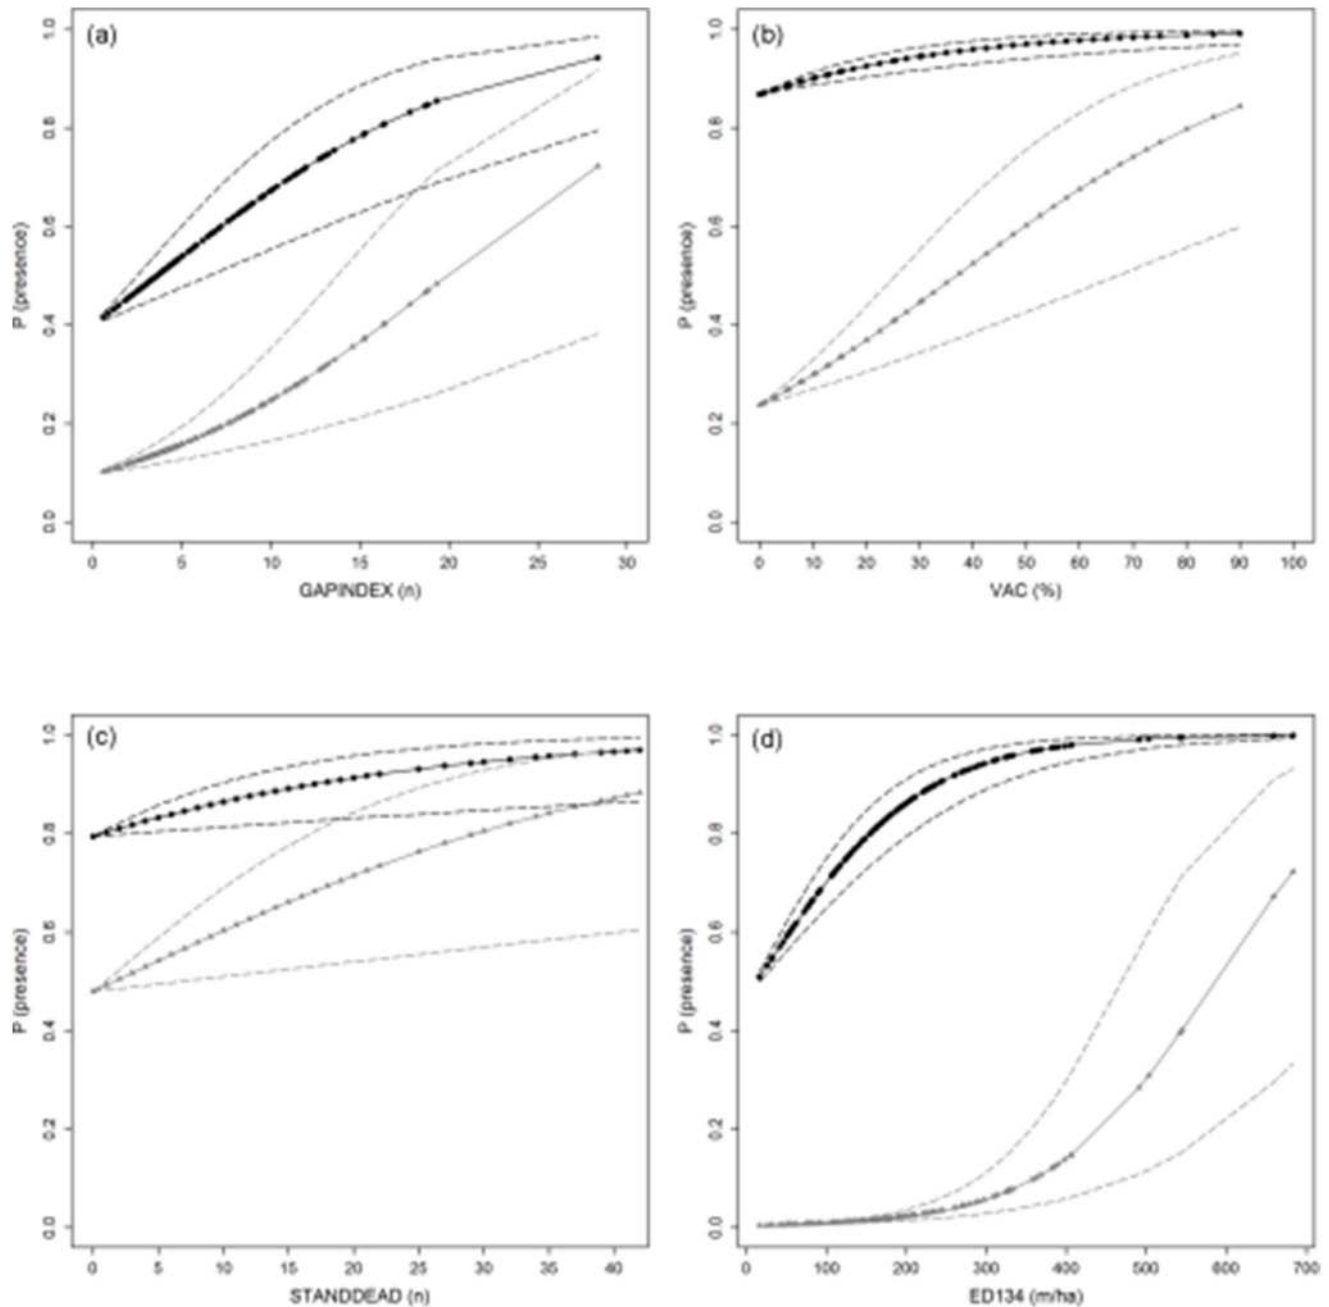 (a)
P (presence)
1.0
0.8
0.6
0.4
0.2
0.0
0 5 10 15 20 25 30
GAPINDEX (n)
(b)
P (presence)
1.0
0.8
0.6
0.4
0.2
0.0
0 10 20 30 40 50 60 70 80 90 100
VAC (%)
(c)
P (presence)
1.0
0.8
0.6
0.4
0.2
0.0
0 5 10 15 20 25 30 35 40
STANDDEAD (n)
(d)
P (presence)
1.0
0.8
0.6
0.4
0.2
0.0
0 100 200 300 400 500 600 700
ED134 (m/ha)